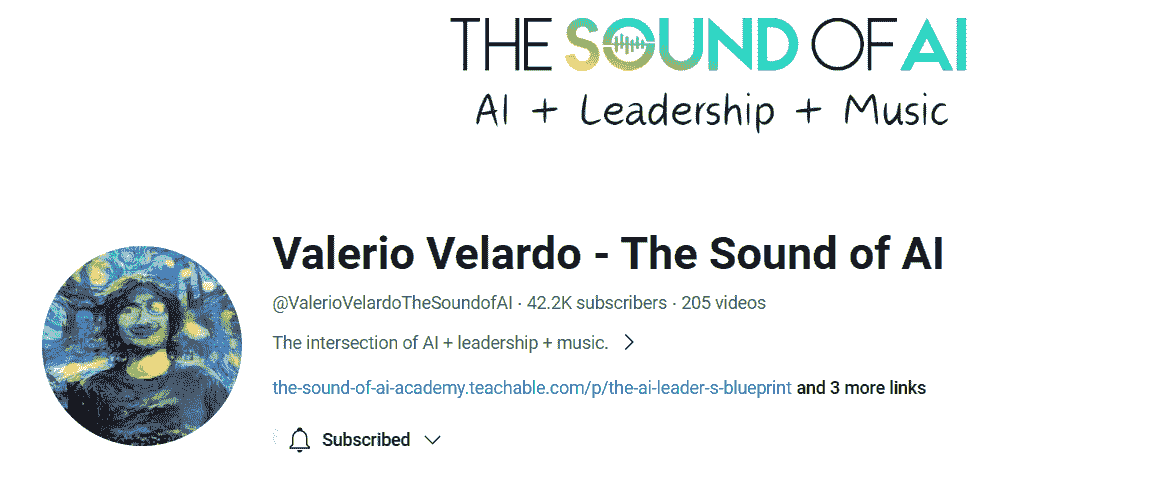 THE SOUND OF AI
AI + Leadership + Music
Valerio Velardo - The Sound of AI
@ValerioVelardoTheSoundofAI · 42.2K subscribers · 205 videos
The intersection of AI + leadership + music.
the-sound-of-ai-academy.teachable.com/p/the-ai-leader-s-blueprint and 3 more links
Subscribed